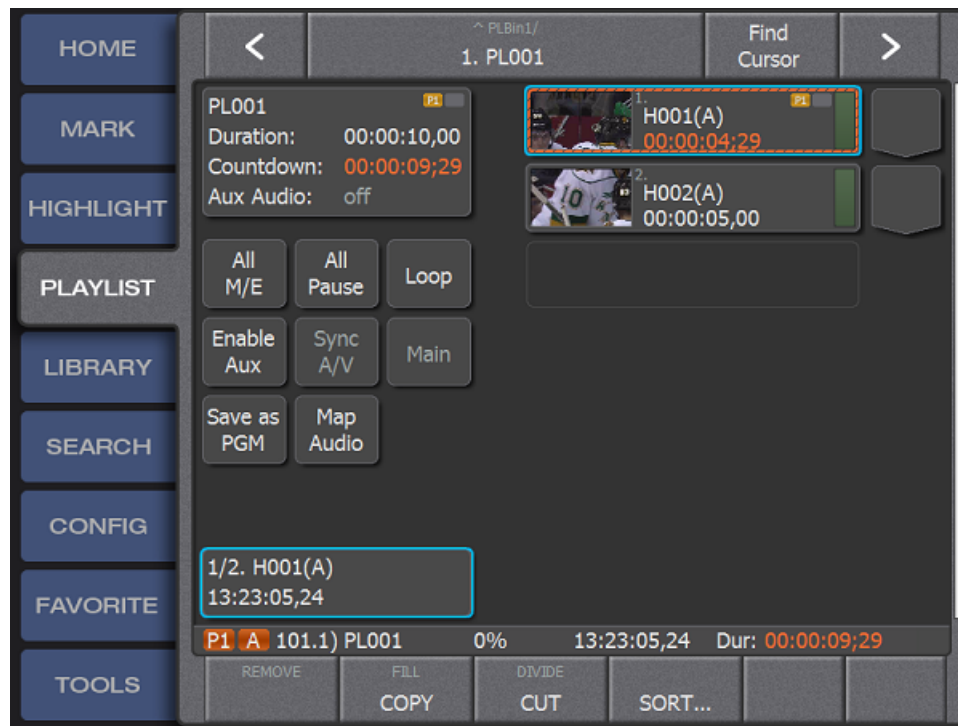 HOME
MARK
HIGHLIGHT
PLAYLIST
LIBRARY
SEARCH
CONFIG
FAVORITE
TOOLS
<
^ PLBin1/
1. PL001
Find
Cursor
>
PL001 P1
Duration: 00:00:10,00
Countdown: 00:00:09;29
Aux Audio: off
1.
H001(A) P1
00:00:04;29
2.
H002(A)
00:00:05,00
10
All
M/E
All
Pause
Loop
Enable
Aux
Sync
A/V
Main
Save as
PGM
Map
Audio
1/2. H001(A)
13:23:05,24
P1 A 101.1) PL001 0% 13:23:05,24 Dur: 00:00:09;29
REMOVE
FILL
COPY
DIVIDE
CUT
SORT...